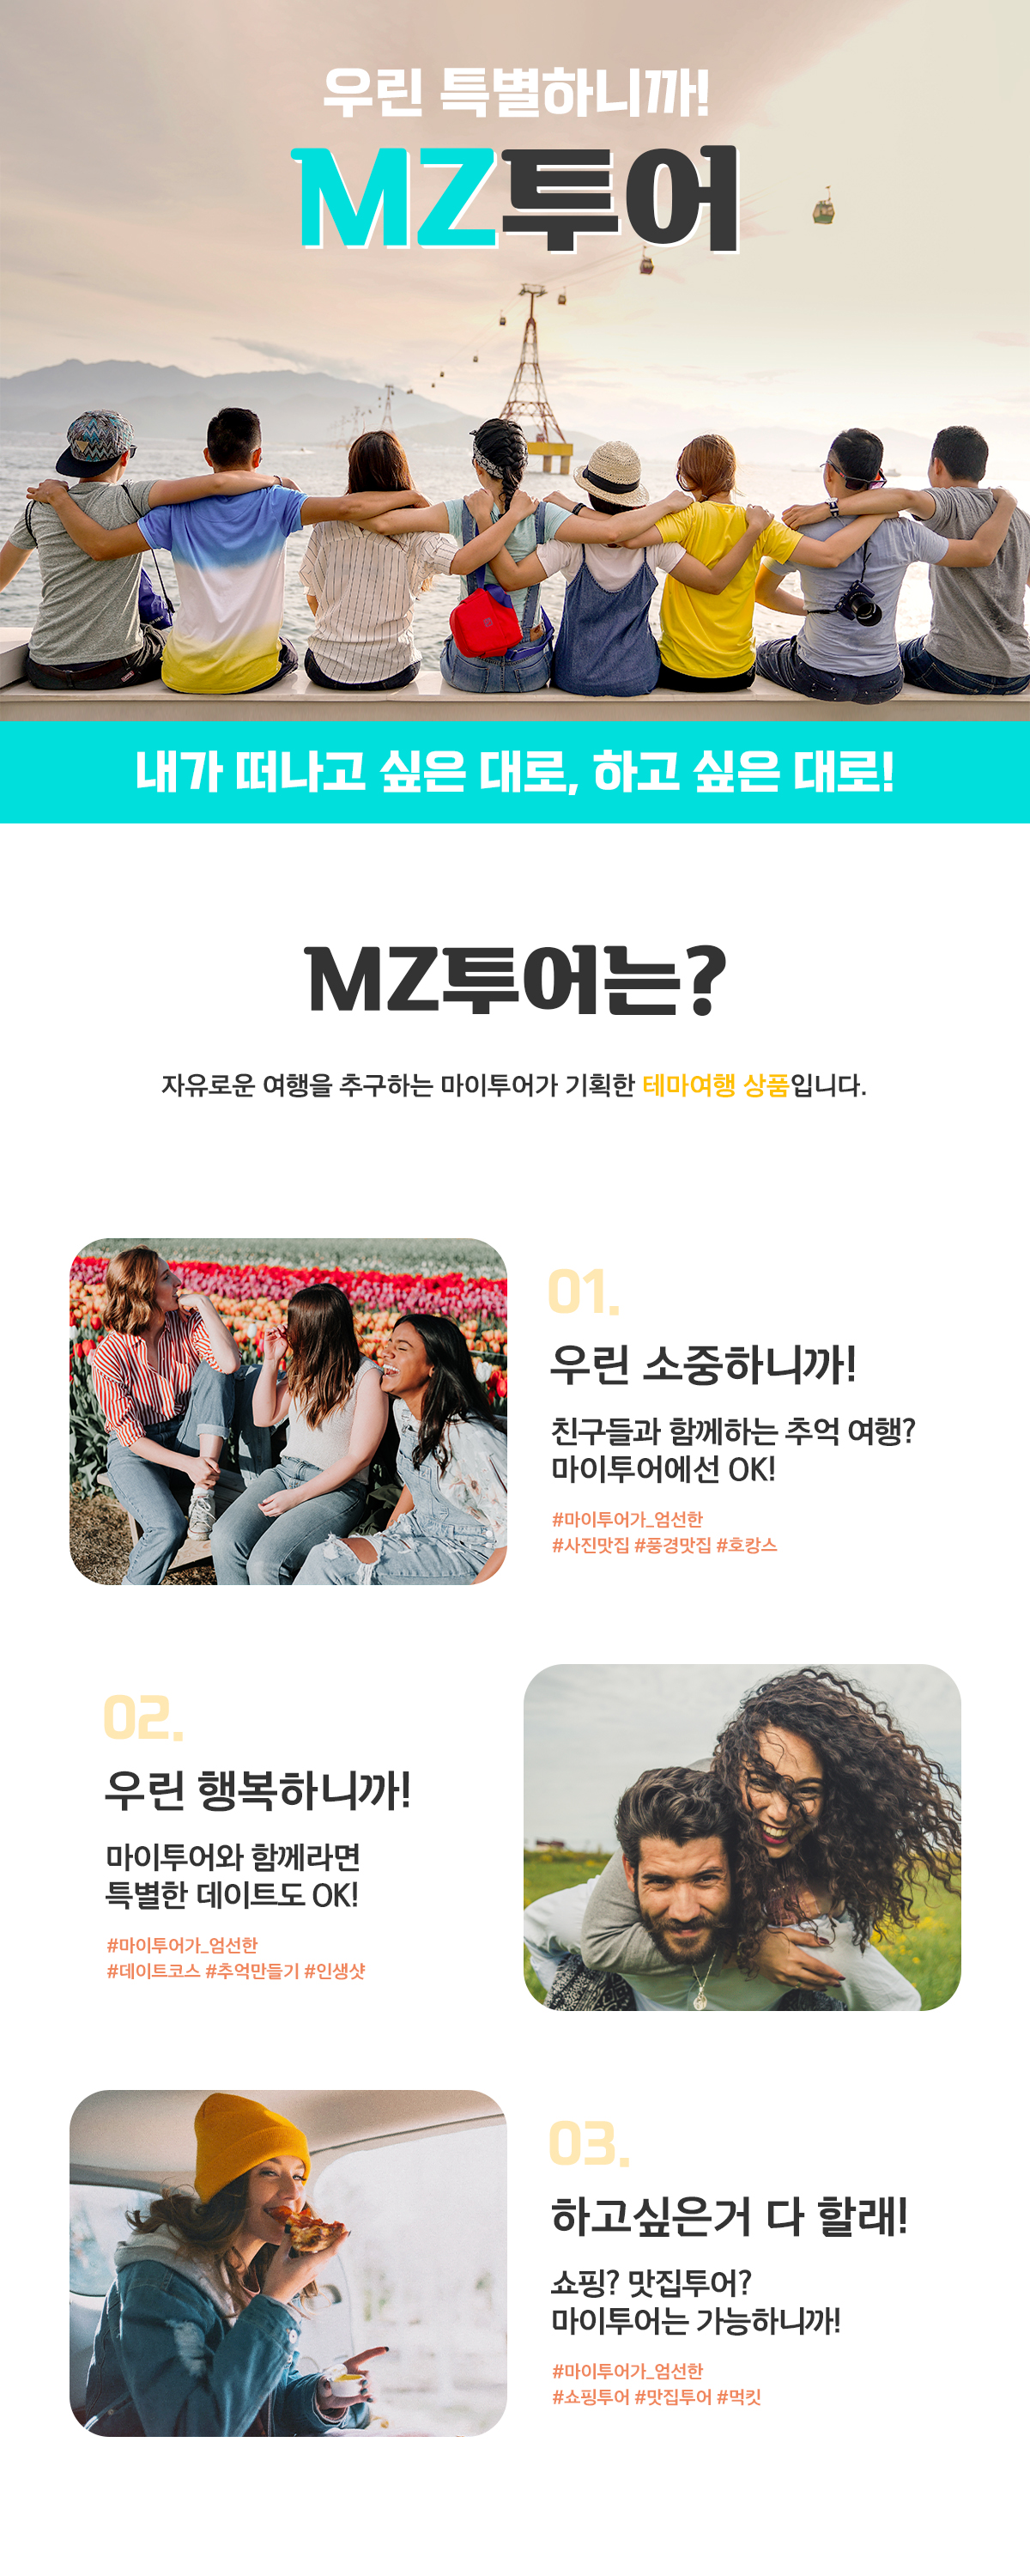 우린 특별하니까!
MZ투어
내가 떠나고 싶은 대로, 하고 싶은 대로!
MZ투어는?
자유로운 여행을 추구하는 마이투어가 기획한 테마여행 상품입니다.
01.
우린 소중하니까!
친구들과 함께하는 추억 여행?
마이투어에선 OK!
#마이투어가_엄선한
#사진맛집 #풍경맛집 #호캉스
02.
우린 행복하니까!
마이투어와 함께라면
특별한 데이트도 OK!
#마이투어가_엄선한
#데이트코스 #추억만들기 #인생샷
03.
하고싶은거 다 할래!
쇼핑? 맛집투어?
마이투어는 가능하니까!
#마이투어가_엄선한
#쇼핑투어 #맛집투어 #먹킷